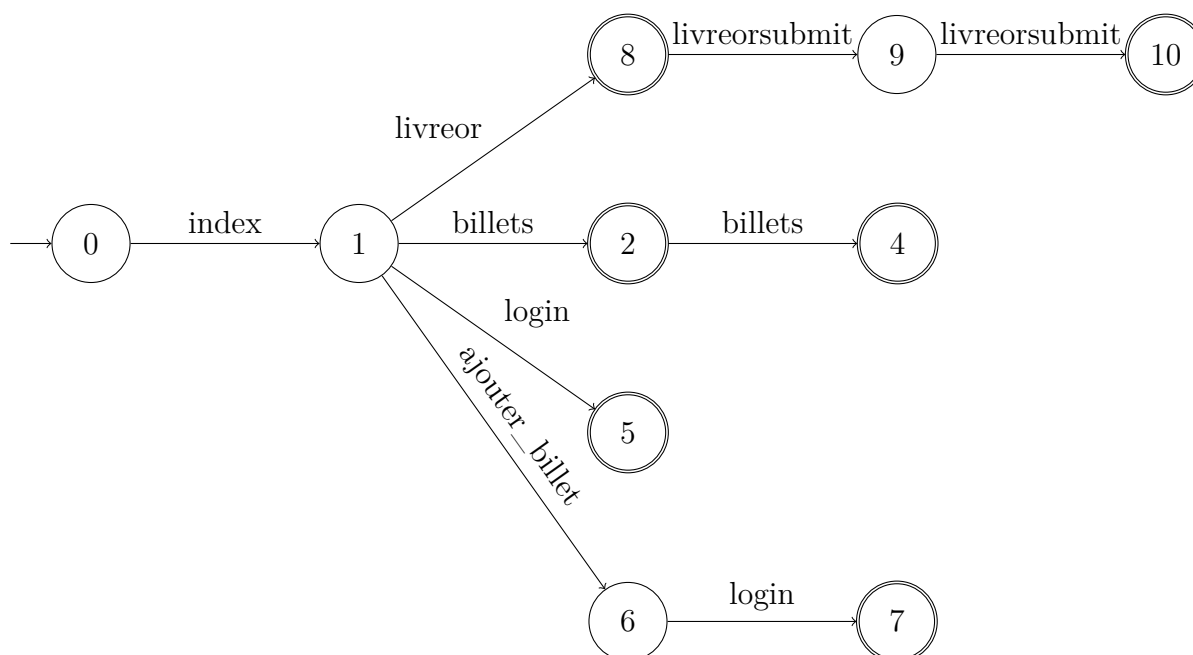 livreorsubmit livreorsubmit
8 9 10
livreor
index billets billets
0 1 2 4
login
ajouter_billet
5
login
6 7